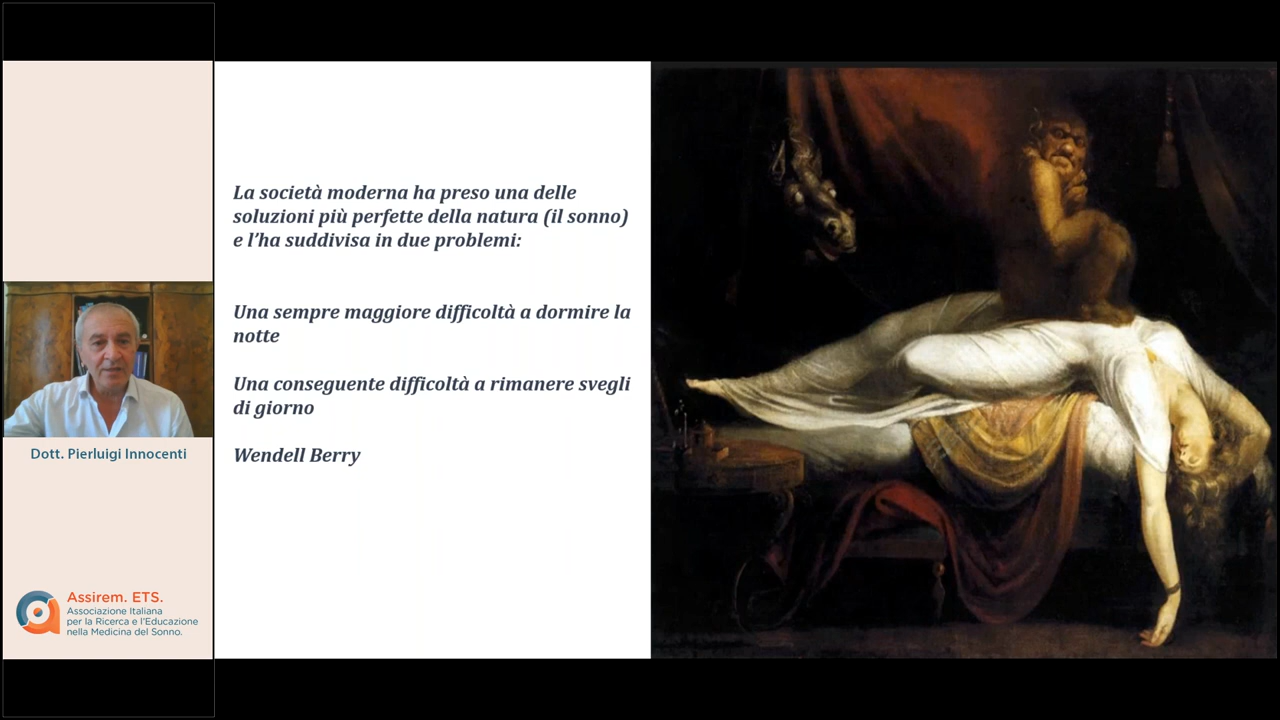 La società moderna ha preso una delle
soluzioni più perfette della natura (il sonno)
e l’ha suddivisa in due problemi:
Una sempre maggiore difficoltà a dormire la
notte
Una conseguente difficoltà a rimanere svegli
di giorno
Wendell Berry
Dott. Pierluigi Innocenti
Assirem. ETS.
Associazione Italiana
per la Ricerca e l’Educazione
nella Medicina del Sonno.